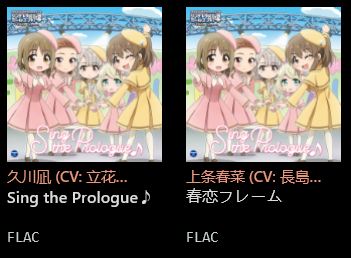 Sing
the Prologue♪
Sing
the Prologue♪
久川凪 (CV: 立花...
上条春菜 (CV: 長島...
Sing the Prologue♪
春恋フレーム
FLAC
FLAC